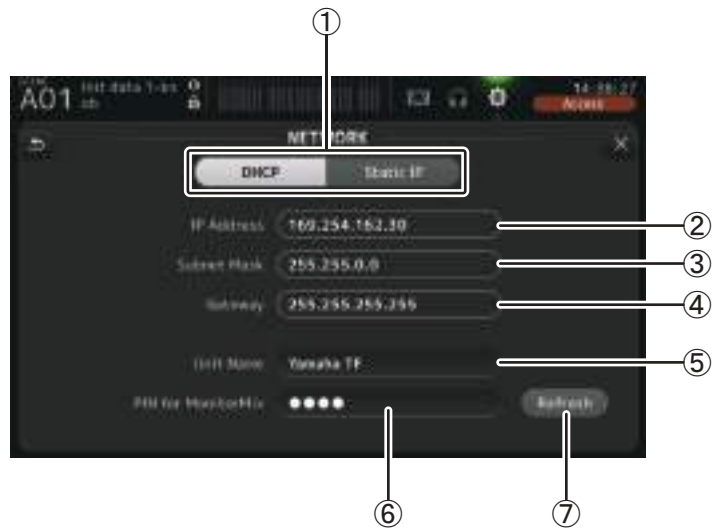 ①
A01 Init data 1-
14:38:27
Access
NETWORK
DHCP Static IP
IP Address 169.254.162.30 ②
Subnet Mask 255.255.0.0 ③
Gateway 255.255.255.255 ④
Unit Name Yamaha TF ⑤
PIN for MonitorMix ●●●● Refresh
⑥ ⑦